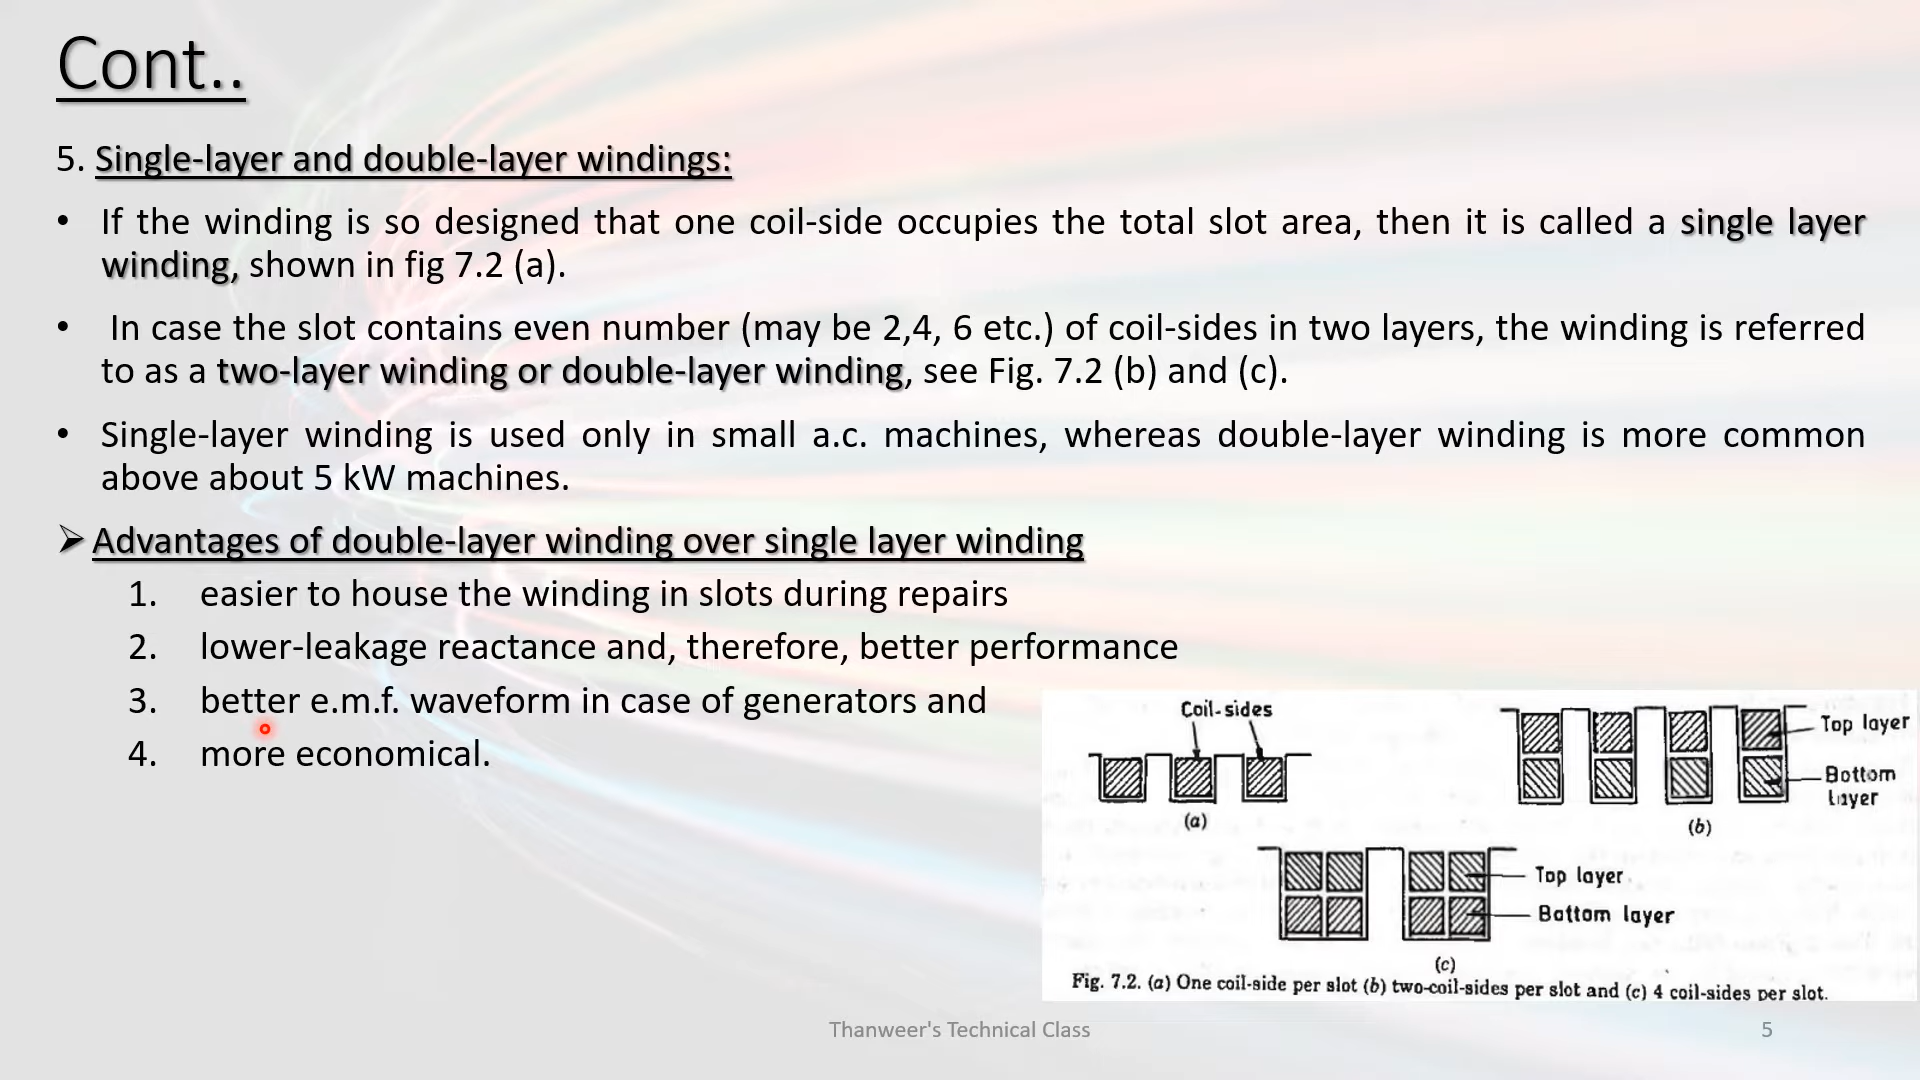 Cont..
5. Single-layer and double-layer windings:
• If the winding is so designed that one coil-side occupies the total slot area, then it is called a single layer
winding, shown in fig 7.2 (a).
• In case the slot contains even number (may be 2,4, 6 etc.) of coil-sides in two layers, the winding is referred
to as a two-layer winding or double-layer winding, see Fig. 7.2 (b) and (c).
• Single-layer winding is used only in small a.c. machines, whereas double-layer winding is more common
above about 5 kW machines.
➢ Advantages of double-layer winding over single layer winding
1. easier to house the winding in slots during repairs
2. lower-leakage reactance and, therefore, better performance
3. better e.m.f. waveform in case of generators and
4. more economical.
Coil-sides
(a)
Top layer
Bottom
layer
(b)
Top layer
Bottom layer
(c)
Fig. 7.2. (a) One coil-side per slot (b) two-coil-sides per slot and (c) 4 coil-sides per slot.
Thanweer's Technical Class
5